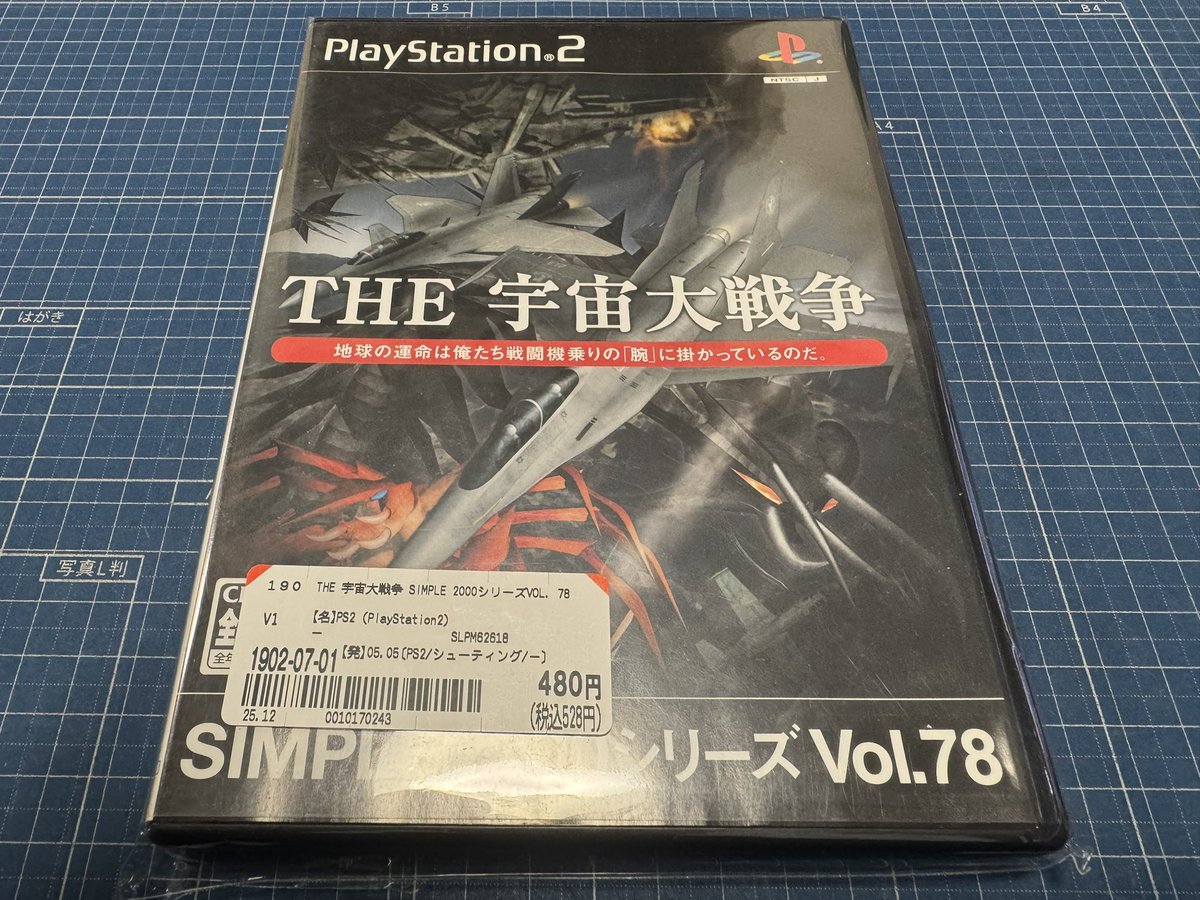 B5
B4
A4
はがき
写真L判
PlayStation®2
NTSC J
THE 宇宙大戦争
地球の運命は俺たち戦闘機乗りの「腕」に掛かっているのだ。
190 THE 宇宙大戦争 SIMPLE 2000シリーズVOL. 78
V1 【名】PS2 (PlayStation2)
— SLPM62618
1902-07-01 【発】05.05〔PS2/シューティング/—〕
480円
25.12 0010170243 (税込528円)
SIMPL シリーズ Vol.78